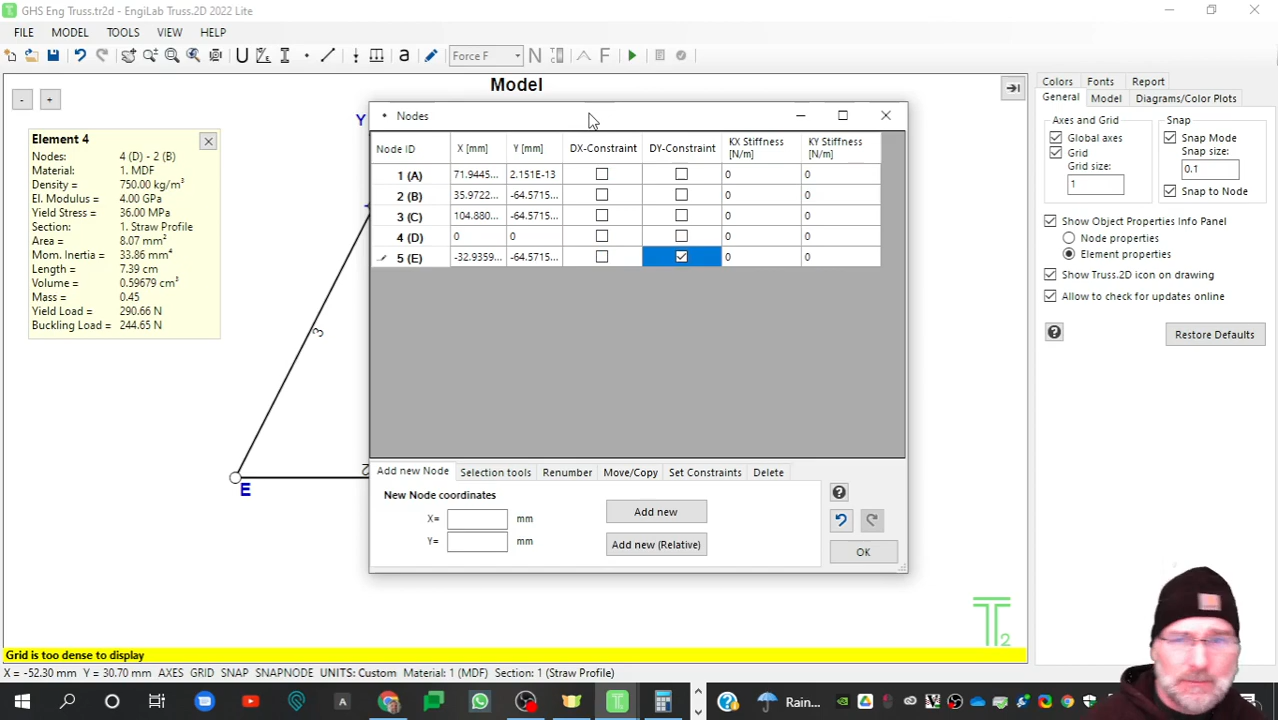 GHS Eng Truss.tr2d - EngiLab Truss.2D 2022 Lite
FILE MODEL TOOLS VIEW HELP
Force F
Model
- +
Element 4
Nodes: 4 (D) - 2 (B)
Material: 1. MDF
Density = 750.00 kg/m³
El. Modulus = 4.00 GPa
Yield Stress = 36.00 MPa
Section: 1. Straw Profile
Area = 8.07 mm²
Mom. Inertia = 33.86 mm⁴
Length = 7.39 cm
Volume = 0.59679 cm³
Mass = 0.45
Yield Load = 290.66 N
Buckling Load = 244.65 N
Y
3
E
2
Nodes
Node ID X [mm] Y [mm] DX-Constraint DY-Constraint KX Stiffness [N/m] KY Stiffness [N/m]
1 (A) 71.9445... 2.151E-13 0 0
2 (B) 35.9722... -64.5715... 0 0
3 (C) 104.880... -64.5715... 0 0
4 (D) 0 0 0 0
5 (E) -32.9359... -64.5715... 0 0
Add new Node Selection tools Renumber Move/Copy Set Constraints Delete
New Node coordinates
X= mm Add new
Y= mm Add new (Relative)
OK
Colors Fonts Report
General Model Diagrams/Color Plots
Axes and Grid
Global axes
Grid
Grid size:
1
Snap
Snap Mode
Snap size:
0.1
Snap to Node
Show Object Properties Info Panel
Node properties
Element properties
Show Truss.2D icon on drawing
Allow to check for updates online
Restore Defaults
T2
Grid is too dense to display
X = -52.30 mm Y = 30.70 mm AXES GRID SNAP SNAPNODE UNITS: Custom Material: 1 (MDF) Section: 1 (Straw Profile)
Rain...